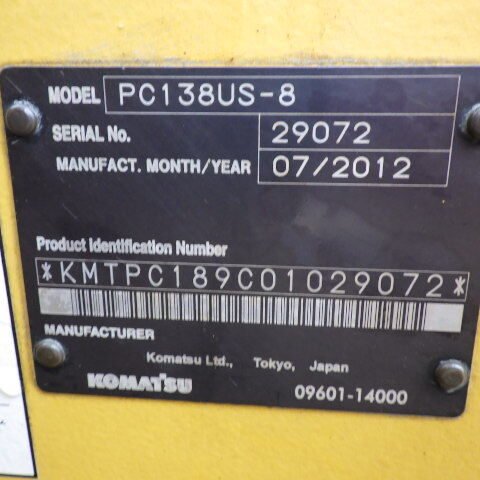 MODEL PC138US-8
SERIAL No. 29072
MANUFACT. MONTH/YEAR 07/2012
Product Identification Number
*KMTPC189C01029072*
MANUFACTURER
Komatsu Ltd., Tokyo, Japan
KOMATSU 09601-14000